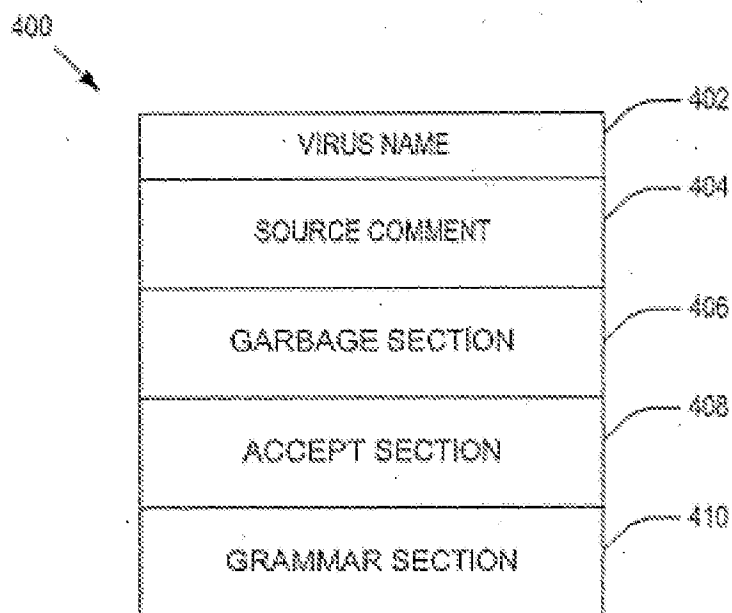 400
402
VIRUS NAME
404
SOURCE COMMENT
406
GARBAGE SECTION
408
ACCEPT SECTION
410
GRAMMAR SECTION